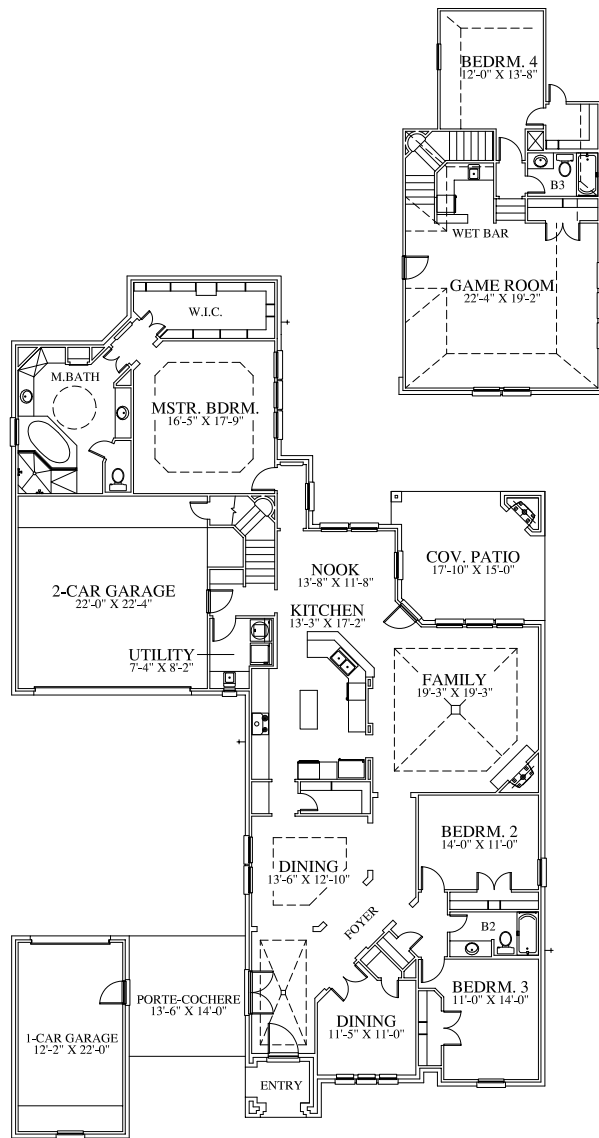 BEDRM. 4
12'-0" X 13'-8"
B3
WET BAR
GAME ROOM
22'-4" X 19'-2"
W.I.C.
M.BATH
MSTR. BDRM.
16'-5" X 17'-9"
COV. PATIO
17'-10" X 15'-0"
NOOK
13'-8" X 11'-8"
2-CAR GARAGE
22'-0" X 22'-4"
KITCHEN
13'-3" X 17'-2"
UTILITY
7'-4" X 8'-2"
FAMILY
19'-3" X 19'-3"
BEDRM. 2
14'-0" X 11'-0"
DINING
13'-6" X 12'-10"
FOYER
B2
BEDRM. 3
11'-0" X 14'-0"
PORTE-COCHERE
13'-6" X 14'-0"
DINING
11'-5" X 11'-0"
1-CAR GARAGE
12'-2" X 22'-0"
ENTRY